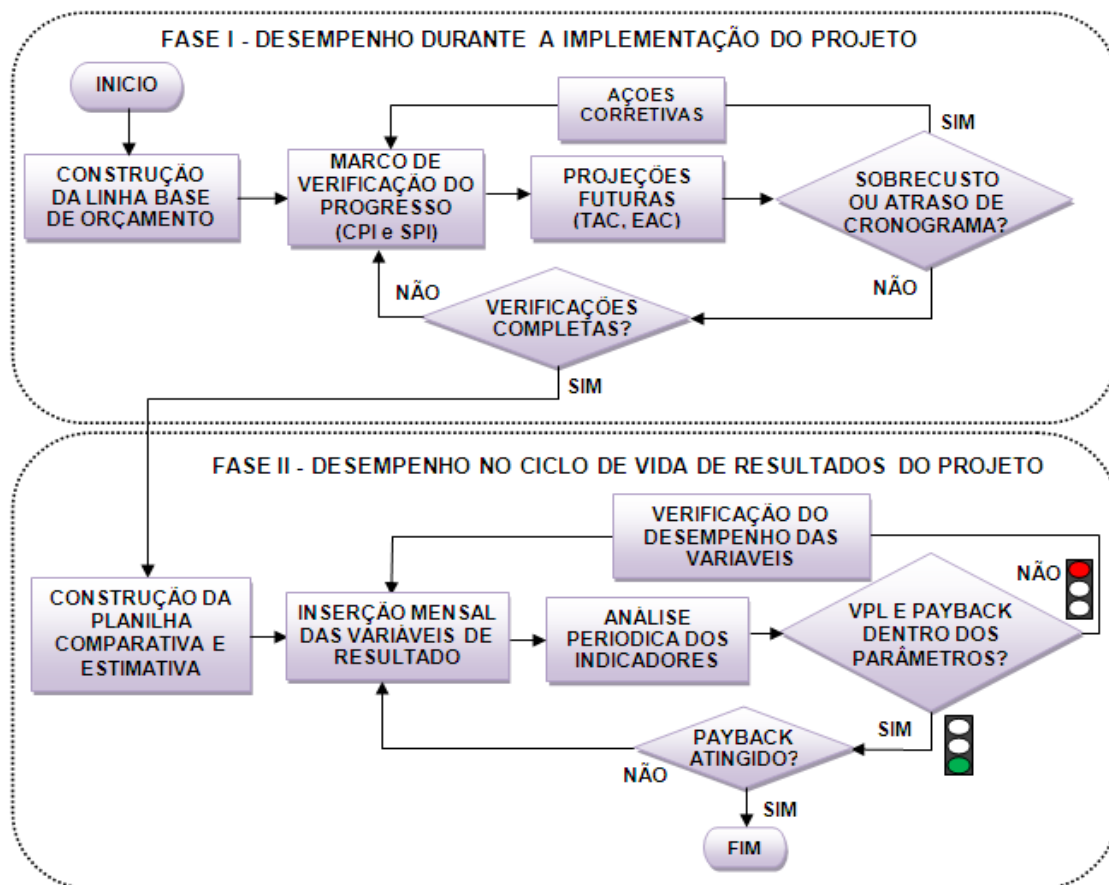 FASE I - DESEMPENHO DURANTE A IMPLEMENTAÇÃO DO PROJETO
INICIO
AÇOES
CORRETIVAS
SIM
CONSTRUÇÃO
DA LINHA BASE
DE ORÇAMENTO
MARCO DE
VERIFICAÇÃO DO
PROGRESSO
(CPI e SPI)
PROJEÇÕES
FUTURAS
(TAC, EAC)
SOBRECUSTO
OU ATRASO DE
CRONOGRAMA?
NÃO
NÃO
VERIFICAÇÕES
COMPLETAS?
SIM
FASE II - DESEMPENHO NO CICLO DE VIDA DE RESULTADOS DO PROJETO
VERIFICAÇÃO DO
DESEMPENHO DAS
VARIAVEIS
NÃO
CONSTRUÇÃO DA
PLANILHA
COMPARATIVA E
ESTIMATIVA
INSERÇÃO MENSAL
DAS VARIÁVEIS DE
RESULTADO
ANÁLISE
PERIODICA DOS
INDICADORES
VPL E PAYBACK
DENTRO DOS
PARÂMETROS?
SIM
PAYBACK
ATINGIDO?
NÃO
SIM
FIM